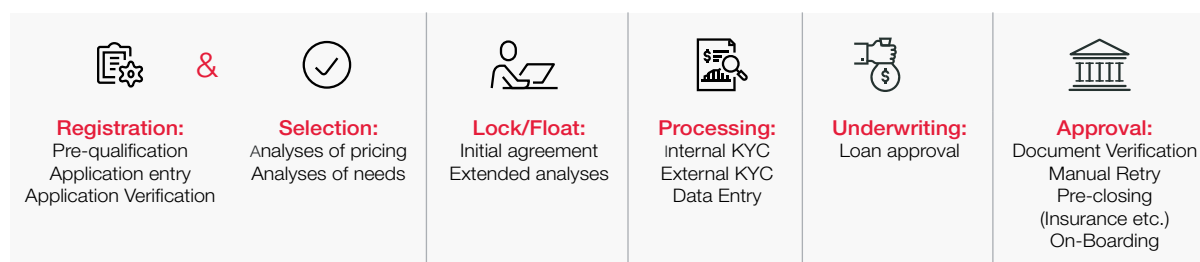 &
Registration:
Pre-qualification
Application entry
Application Verification
Selection:
Analyses of pricing
Analyses of needs
Lock/Float:
Initial agreement
Extended analyses
$
Processing:
Internal KYC
External KYC
Data Entry
$
Underwriting:
Loan approval
Approval:
Document Verification
Manual Retry
Pre-closing
(Insurance etc.)
On-Boarding